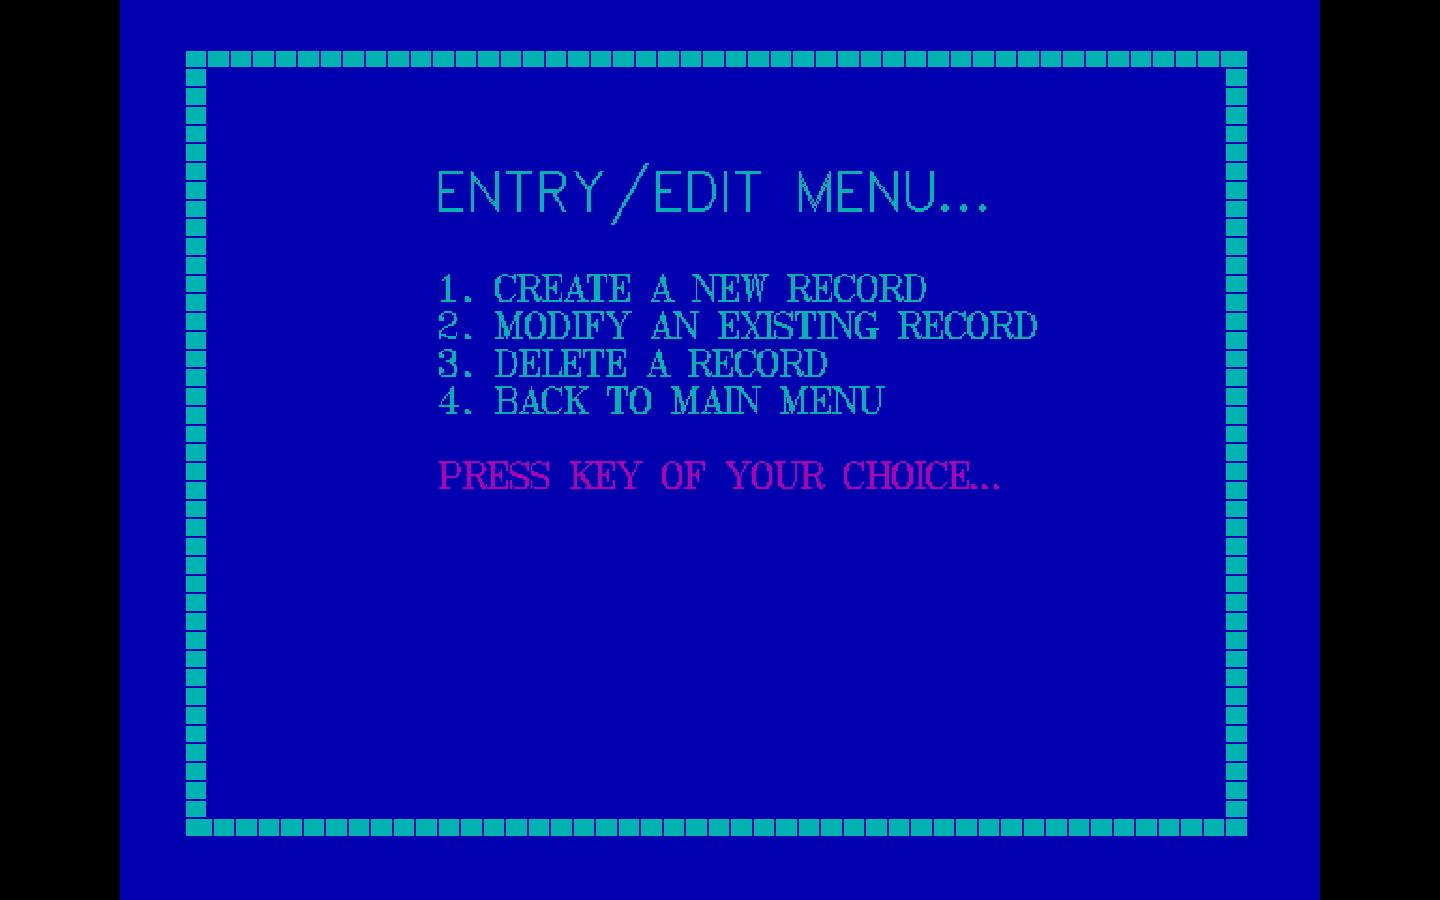 ENTRY/EDIT MENU...
1. CREATE A NEW RECORD
2. MODIFY AN EXISTING RECORD
3. DELETE A RECORD
4. BACK TO MAIN MENU
PRESS KEY OF YOUR CHOICE...